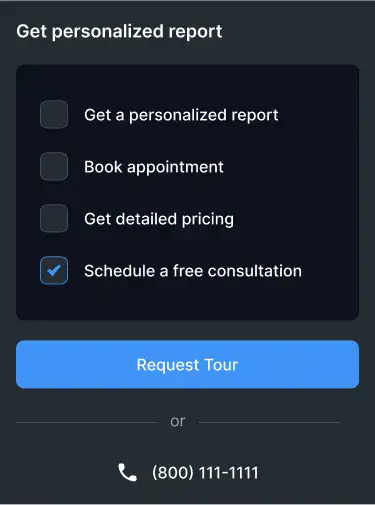 Get personalized report
Get a personalized report
Book appointment
Get detailed pricing
Schedule a free consultation
Request Tour
or
(800) 111-1111